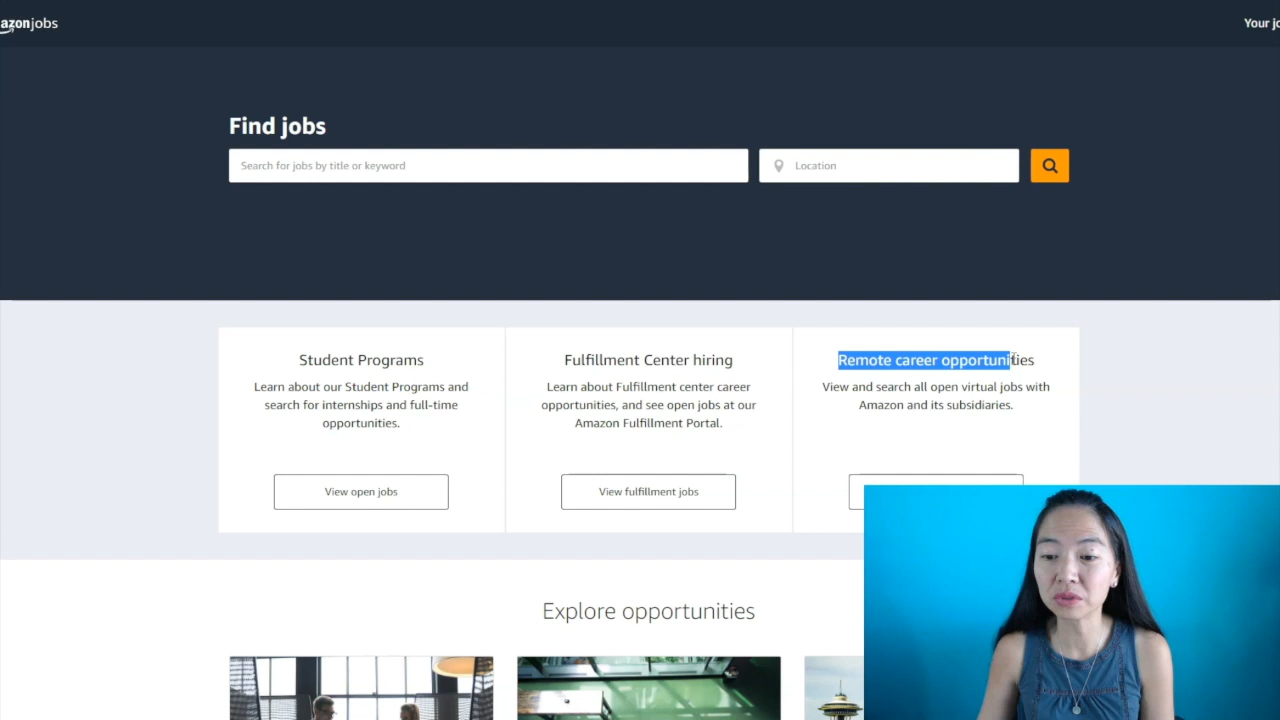 azonjobs
Your jo
Find jobs
Search for jobs by title or keyword
Location
Student Programs
Learn about our Student Programs and
search for internships and full-time
opportunities.
View open jobs
Fulfillment Center hiring
Learn about Fulfillment center career
opportunities, and see open jobs at our
Amazon Fulfillment Portal.
View fulfillment jobs
Remote career opportunities
View and search all open virtual jobs with
Amazon and its subsidiaries.
Explore opportunities